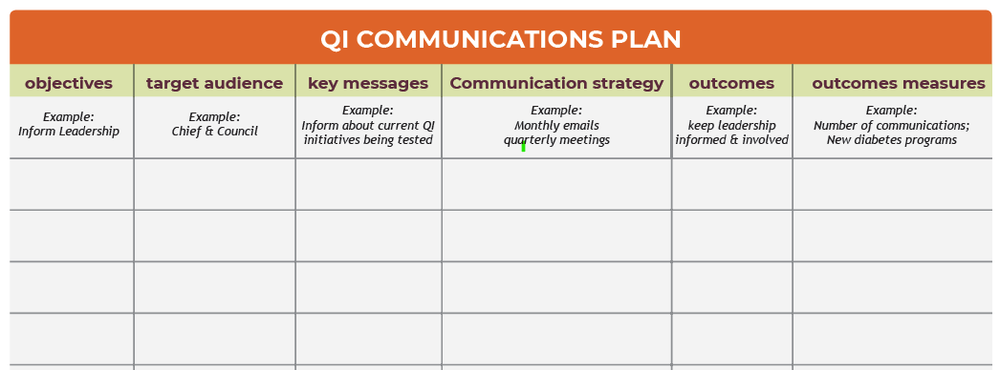 QI COMMUNICATIONS PLAN
objectives target audience key messages Communication strategy outcomes outcomes measures
Example:
Inform Leadership
Example:
Chief & Council
Example:
Inform about current QI
initiatives being tested
Example:
Monthly emails
quarterly meetings
Example:
keep leadership
informed & involved
Example:
Number of communications;
New diabetes programs